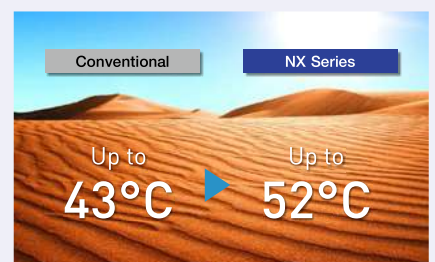 Conventional
NX Series
Up to
43°C
Up to
52°C